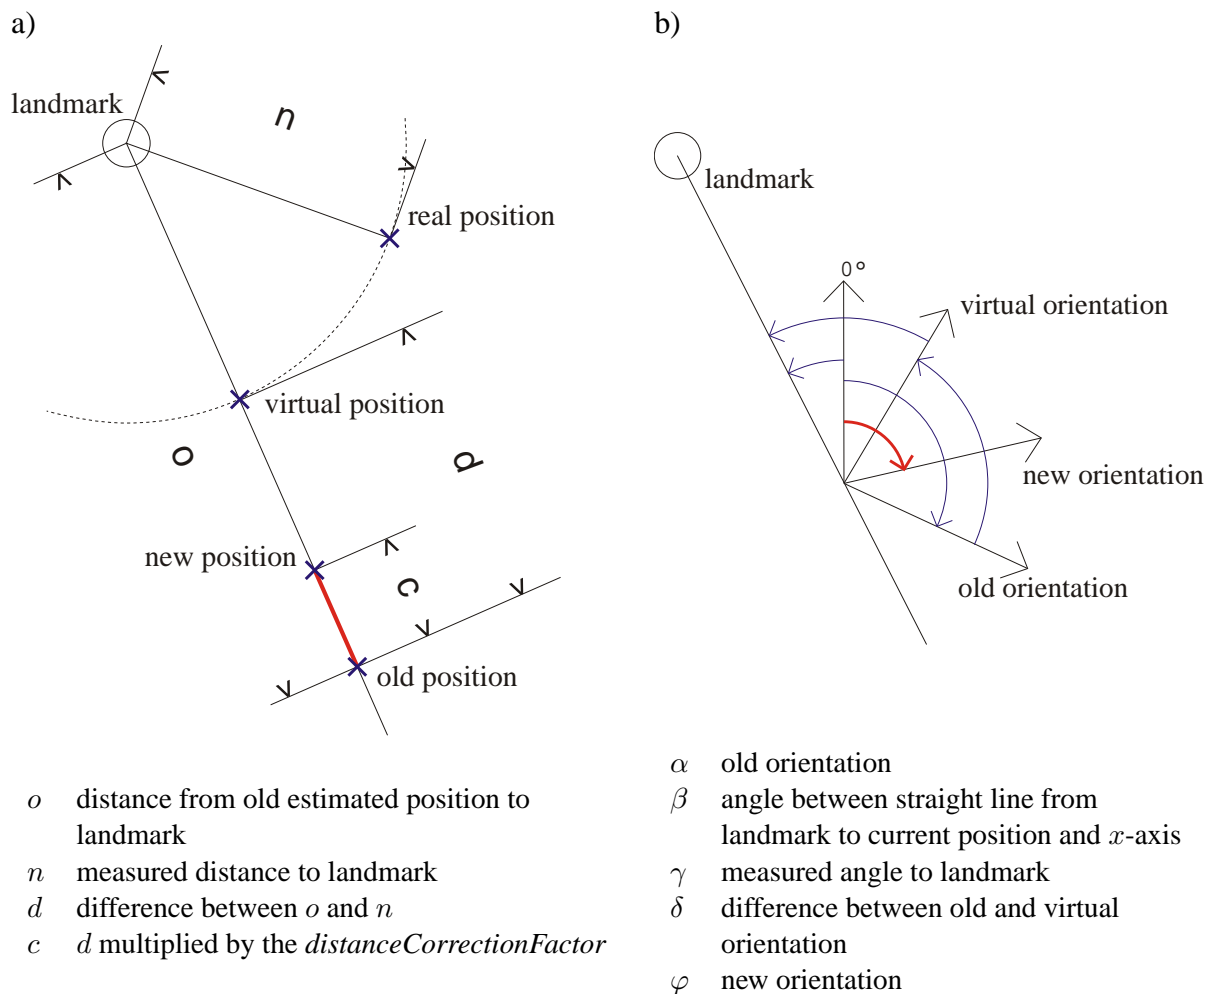 a)
landmark
n
real position
virtual position
o
d
new position
c
old position
o distance from old estimated position to
landmark
n measured distance to landmark
d difference between o and n
c d multiplied by the distanceCorrectionFactor
b)
landmark
0°
virtual orientation
new orientation
old orientation
α old orientation
β angle between straight line from
landmark to current position and x-axis
γ measured angle to landmark
δ difference between old and virtual
orientation
φ new orientation